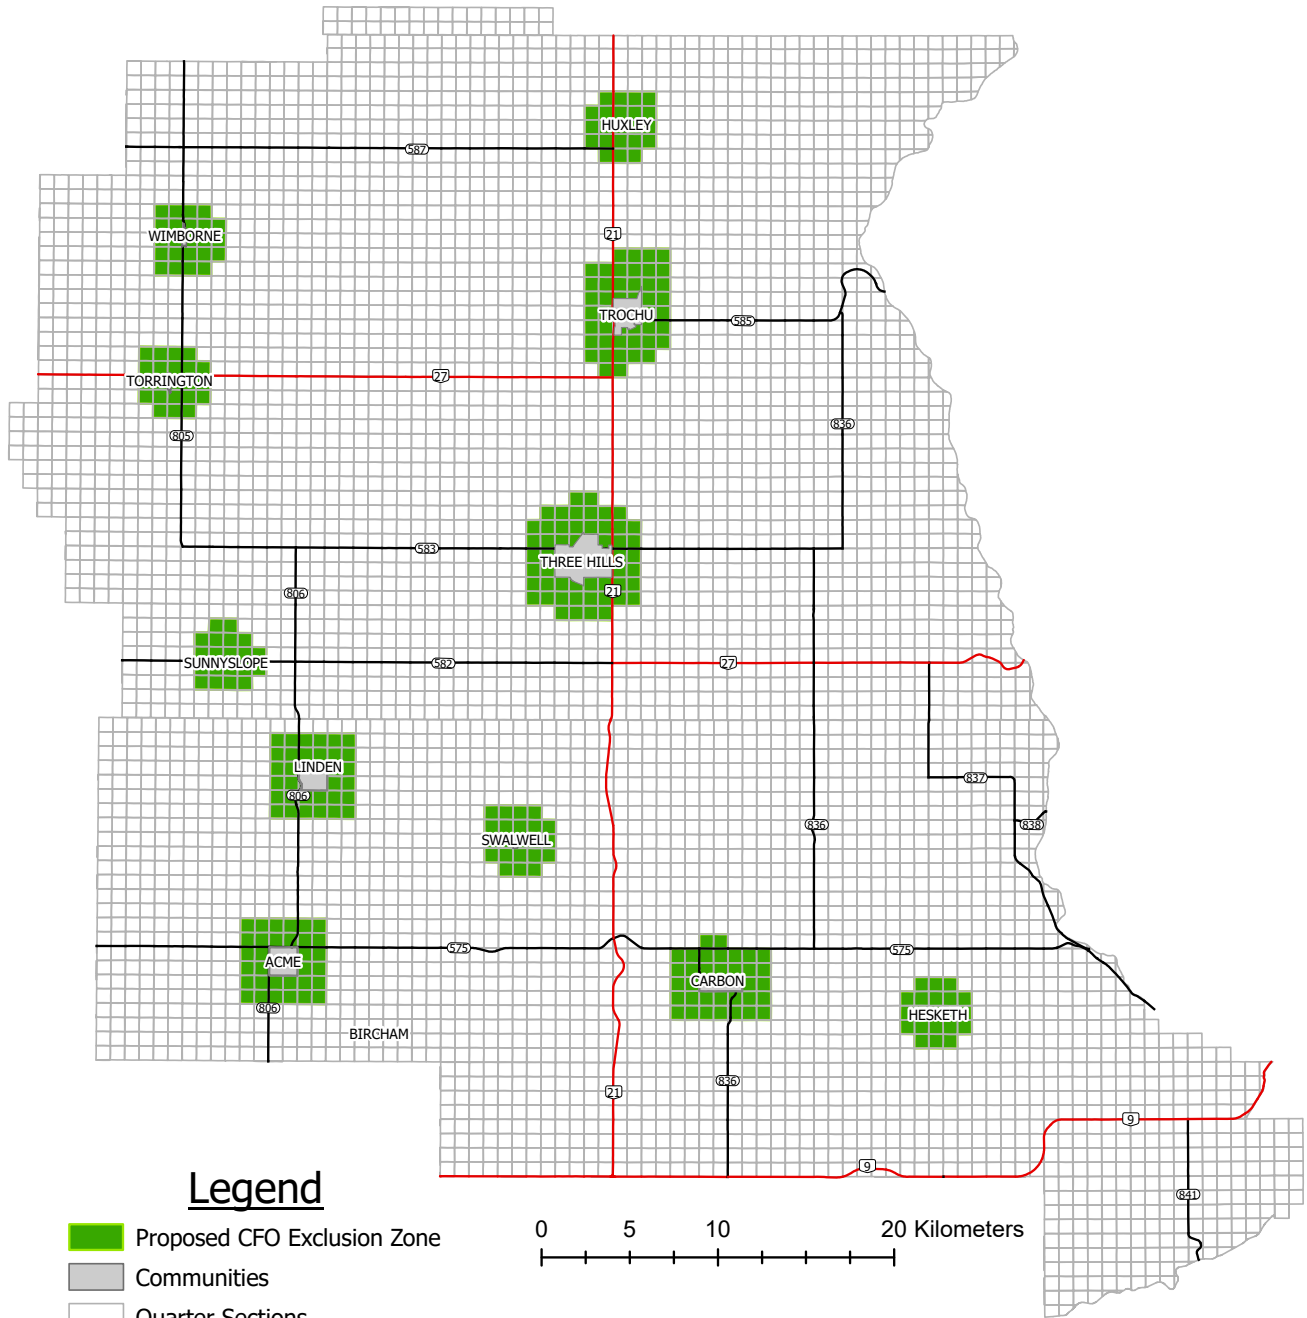 HUXLEY
587
21
WIMBORNE
TROCHU
585
27
TORRINGTON
836
805
583
THREE HILLS
806
21
SUNNYSLOPE
582
27
LINDEN
806
837
836
838
SWALWELL
575
575
ACME
CARBON
806
HESKETH
BIRCHAM
836
21
9
9
841
Legend
Proposed CFO Exclusion Zone
Communities
Quarter Sections
0 5 10 20 Kilometers